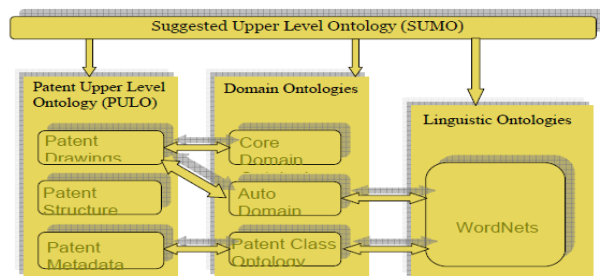 Suggested Upper Level Ontology (SUMO)
Patent Upper Level
Ontology (PULO)
Patent
Drawings
Patent
Structure
Patent
Metadata
Domain Ontologies
Core
Domain
Auto
Domain
Patent Class
Ontology
Linguistic Ontologies
WordNets